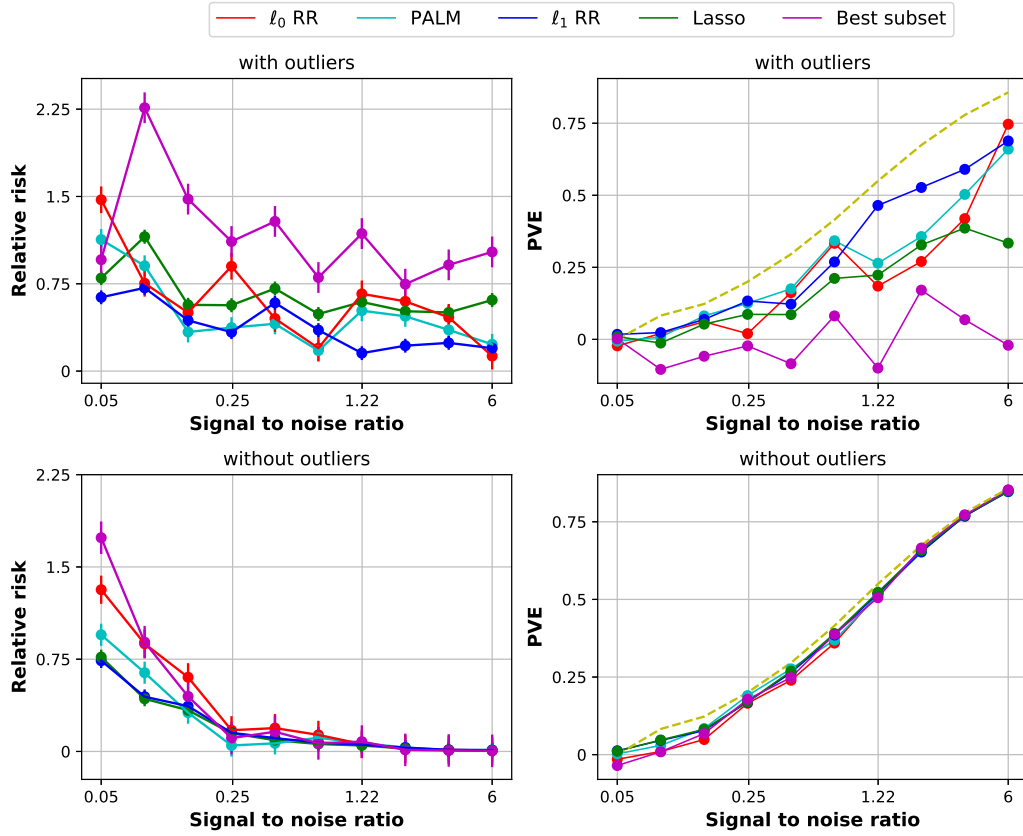 ℓ₀ RR PALM ℓ₁ RR Lasso Best subset
with outliers
2.25
1.5
0.75
0
Relative risk
0.05 0.25 1.22 6
Signal to noise ratio
with outliers
0.75
0.5
0.25
0
PVE
0.05 0.25 1.22 6
Signal to noise ratio
without outliers
2.25
1.5
0.75
0
Relative risk
0.05 0.25 1.22 6
Signal to noise ratio
without outliers
0.75
0.5
0.25
0
PVE
0.05 0.25 1.22 6
Signal to noise ratio